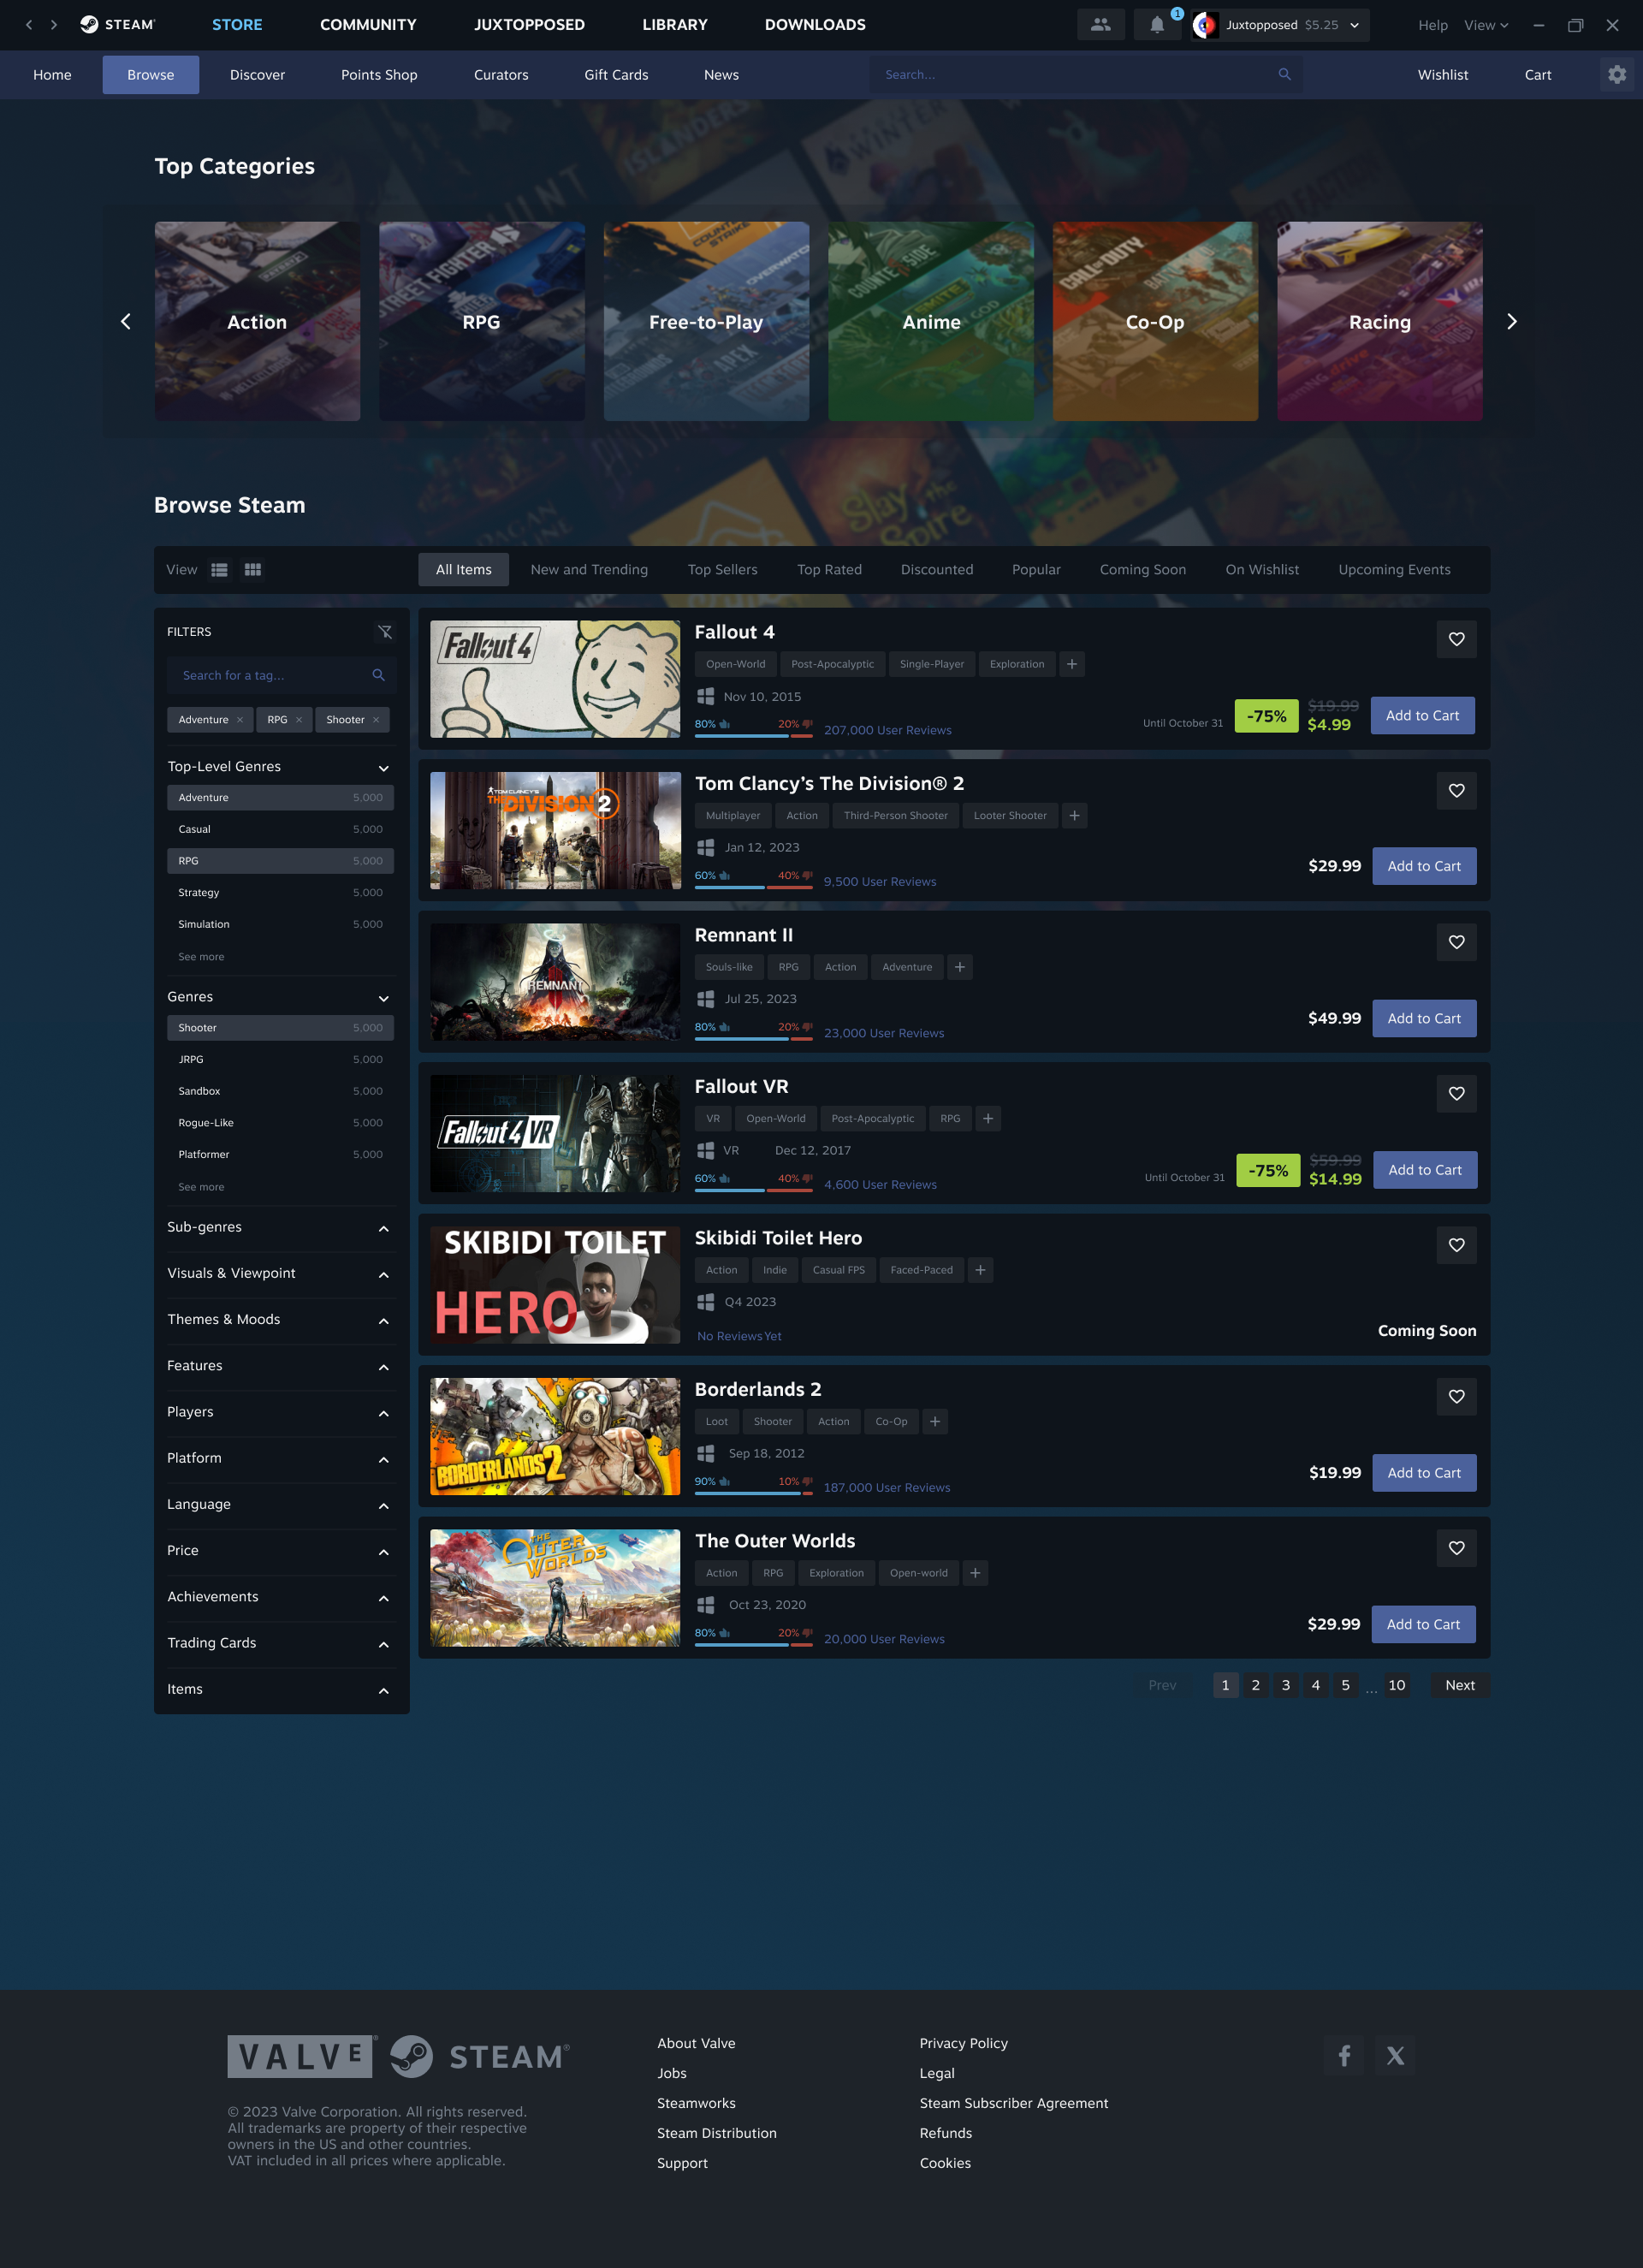 STEAM®
STORE
COMMUNITY
JUXTOPPOSED
LIBRARY
DOWNLOADS
1
Juxtopposed $5.25
Help
View
Home
Browse
Discover
Points Shop
Curators
Gift Cards
News
Search...
Wishlist
Cart
Top Categories
Action
RPG
Free-to-Play
Anime
Co-Op
Racing
Browse Steam
View
All Items
New and Trending
Top Sellers
Top Rated
Discounted
Popular
Coming Soon
On Wishlist
Upcoming Events
FILTERS
Search for a tag...
Adventure × RPG × Shooter ×
Top-Level Genres
Adventure 5,000
Casual 5,000
RPG 5,000
Strategy 5,000
Simulation 5,000
See more
Genres
Shooter 5,000
JRPG 5,000
Sandbox 5,000
Rogue-Like 5,000
Platformer 5,000
See more
Sub-genres
Visuals & Viewpoint
Themes & Moods
Features
Players
Platform
Language
Price
Achievements
Trading Cards
Items
Fallout 4
Fallout 4
Open-World Post-Apocalyptic Single-Player Exploration +
Nov 10, 2015
80% 20% 207,000 User Reviews
Until October 31 -75% $19.99
$4.99
Add to Cart
TOM CLANCY'S
THE DIVISION 2
Tom Clancy’s The Division® 2
Multiplayer Action Third-Person Shooter Looter Shooter +
Jan 12, 2023
60% 40% 9,500 User Reviews
$29.99 Add to Cart
REMNANT
Remnant II
Souls-like RPG Action Adventure +
Jul 25, 2023
80% 20% 23,000 User Reviews
$49.99 Add to Cart
Fallout 4 VR
Fallout VR
VR Open-World Post-Apocalyptic RPG +
VR Dec 12, 2017
60% 40% 4,600 User Reviews
Until October 31 -75% $59.99
$14.99
Add to Cart
SKIBIDI TOILET
HERO
Skibidi Toilet Hero
Action Indie Casual FPS Faced-Paced +
Q4 2023
No Reviews Yet
Coming Soon
BORDERLANDS 2
Borderlands 2
Loot Shooter Action Co-Op +
Sep 18, 2012
90% 10% 187,000 User Reviews
$19.99 Add to Cart
THE OUTER WORLDS
The Outer Worlds
Action RPG Exploration Open-world +
Oct 23, 2020
80% 20% 20,000 User Reviews
$29.99 Add to Cart
Prev 1 2 3 4 5 ... 10 Next
VALVE® STEAM®
© 2023 Valve Corporation. All rights reserved.
All trademarks are property of their respective
owners in the US and other countries.
VAT included in all prices where applicable.
About Valve
Jobs
Steamworks
Steam Distribution
Support
Privacy Policy
Legal
Steam Subscriber Agreement
Refunds
Cookies